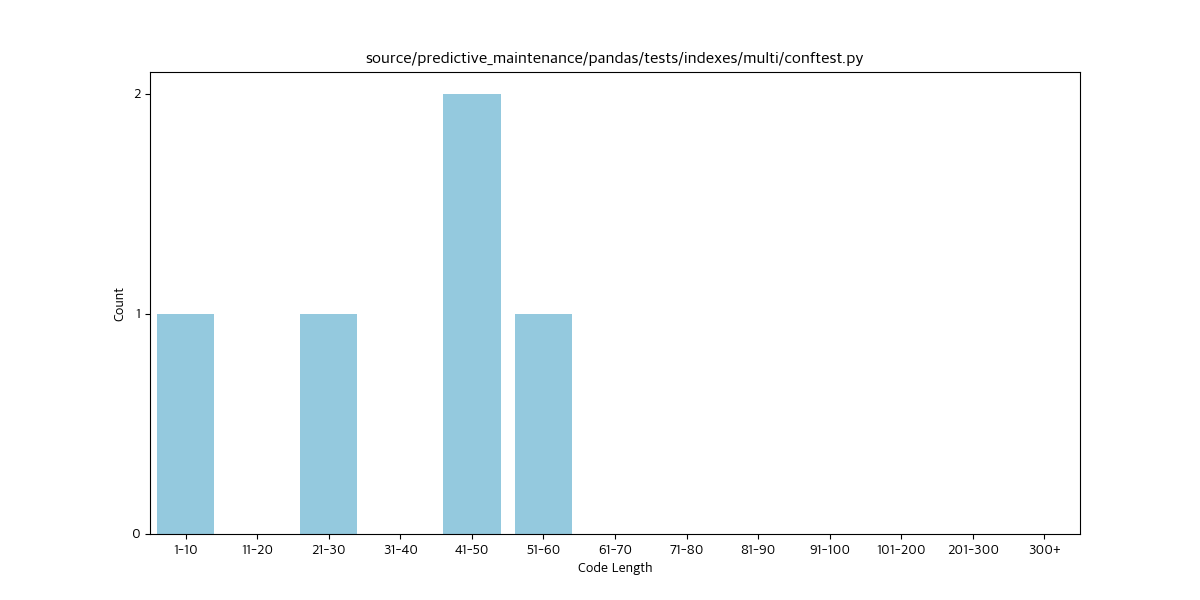 source/predictive_maintenance/pandas/tests/indexes/multi/conftest.py
2
1
0
Count
1-10 11-20 21-30 31-40 41-50 51-60 61-70 71-80 81-90 91-100 101-200 201-300 300+
Code Length